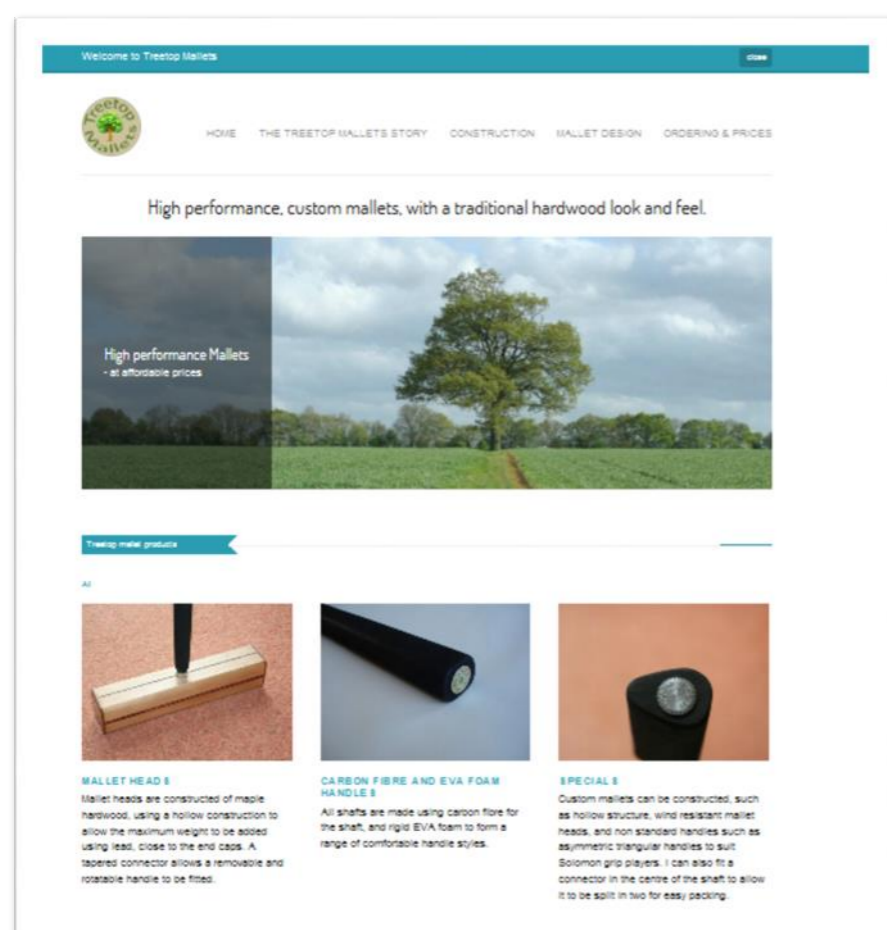 Welcome to Treetop Mallets
close
Treetop
Mallets
HOME THE TREETOP MALLETS STORY CONSTRUCTION MALLET DESIGN ORDERING & PRICES
High performance, custom mallets, with a traditional hardwood look and feel.
High performance Mallets
- at affordable prices
Treetop mallet products
All
MALLET HEADS
Mallet heads are constructed of maple
hardwood, using a hollow construction to
allow the maximum weight to be added
using lead, close to the end caps. A
tapered connector allows a removable and
rotatable handle to be fitted.
CARBON FIBRE AND EVA FOAM
HANDLES
All shafts are made using carbon fibre for
the shaft, and rigid EVA foam to form a
range of comfortable handle styles.
SPECIALS
Custom mallets can be constructed, such
as hollow structure, wind resistant mallet
heads, and non standard handles such as
asymmetric triangular handles to suit
Solomon grip players. I can also fit a
connector in the centre of the shaft to allow
it to be split in two for easy packing.